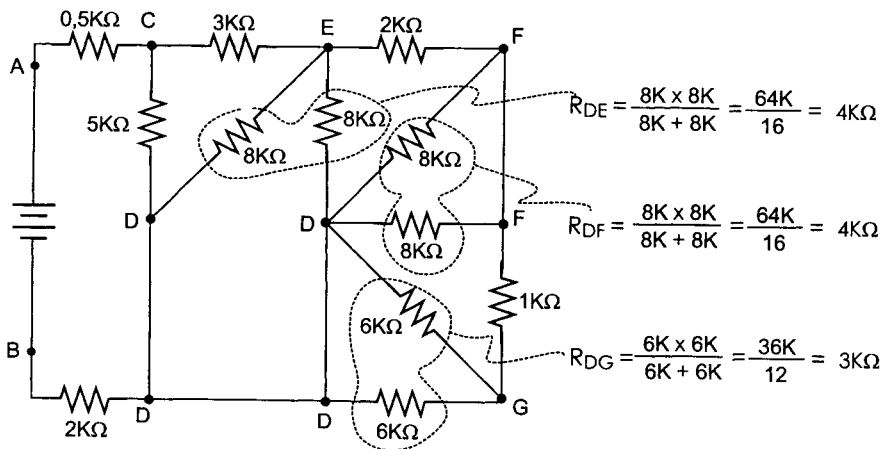 0,5KΩ C 3KΩ E 2KΩ F
A
5KΩ 8KΩ 8KΩ 8KΩ
R_DE = 8K x 8K / 8K + 8K = 64K / 16 = 4KΩ
D D 8KΩ F
R_DF = 8K x 8K / 8K + 8K = 64K / 16 = 4KΩ
6KΩ 1KΩ
B
R_DG = 6K x 6K / 6K + 6K = 36K / 12 = 3KΩ
2KΩ D D 6KΩ G